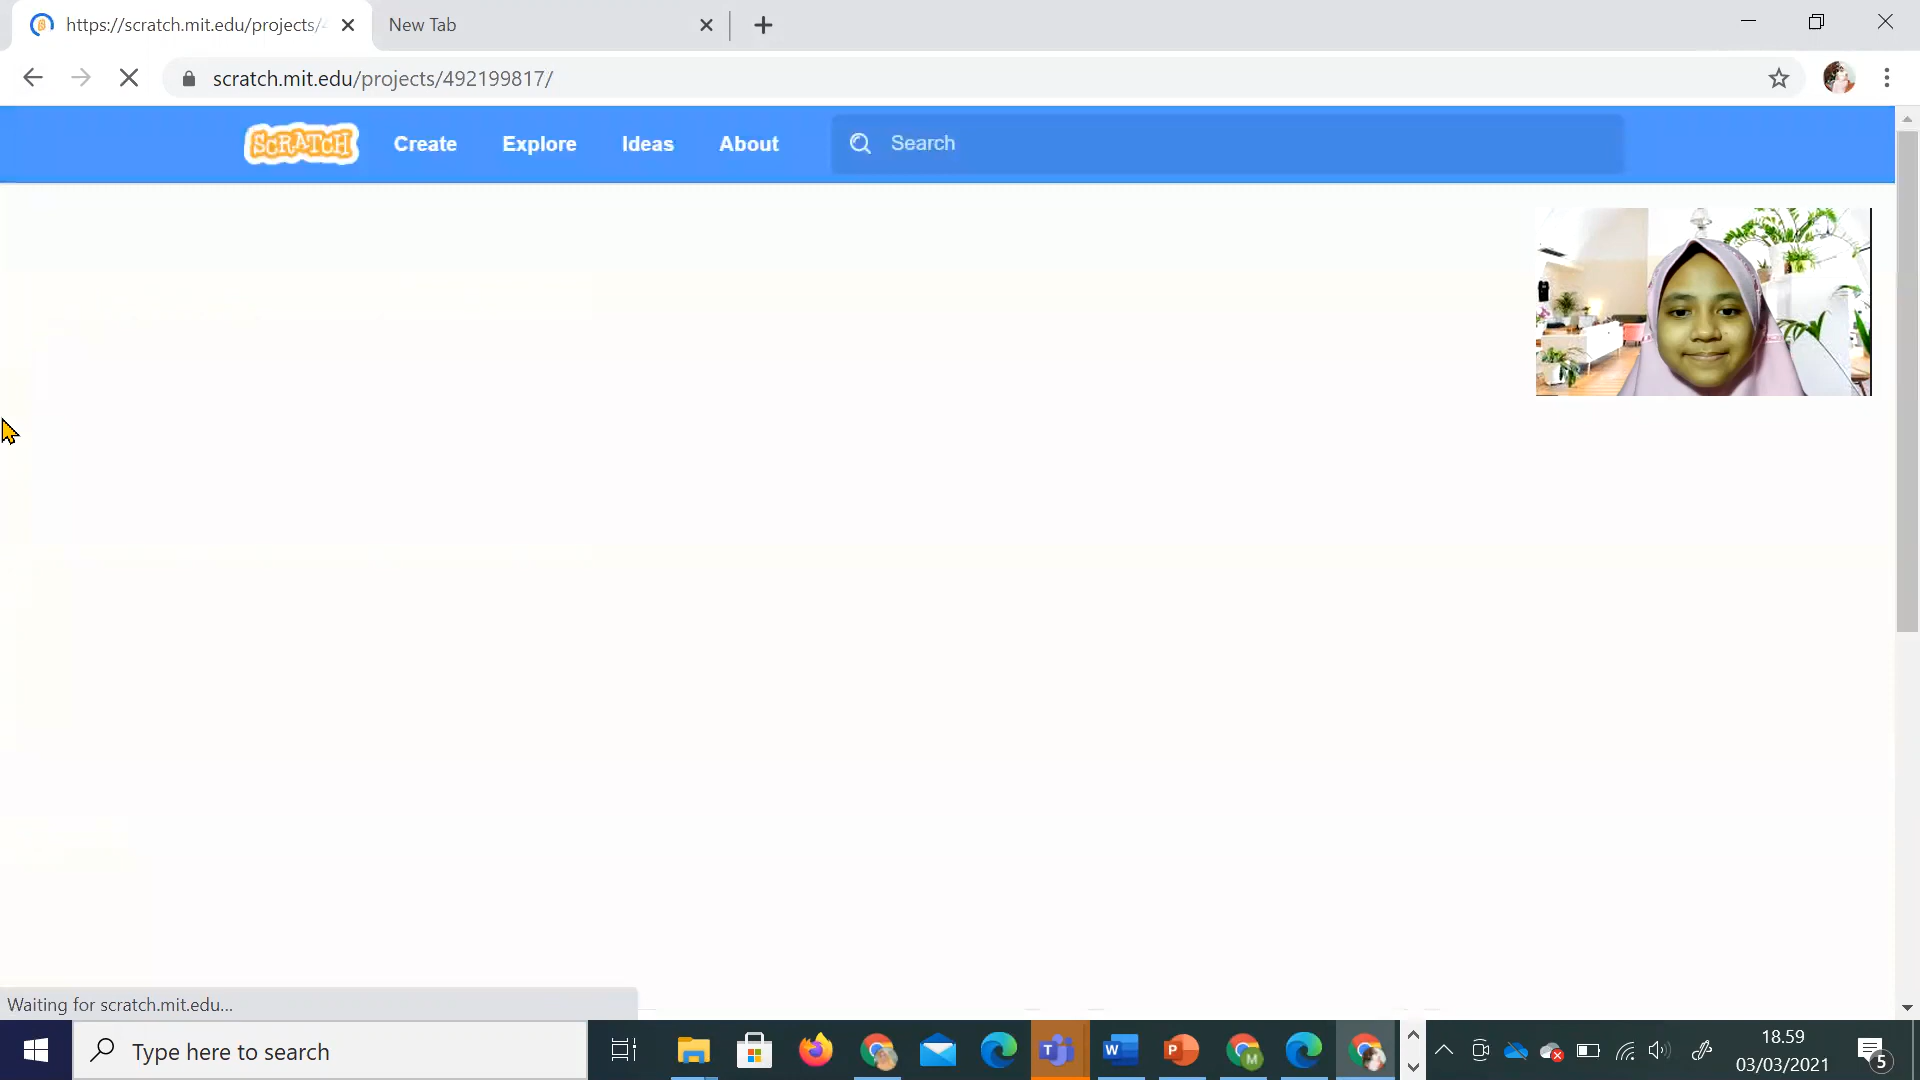 https://scratch.mit.edu/projects/4
New Tab
scratch.mit.edu/projects/492199817/
SCRATCH
Create
Explore
Ideas
About
Search
Waiting for scratch.mit.edu...
Type here to search
T
W
P
M
18.59
03/03/2021
5